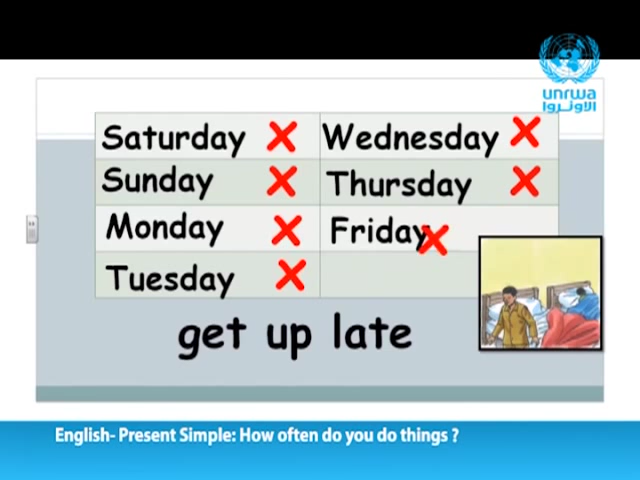 unrwa
الأونروا
Saturday X Wednesday X
Sunday X Thursday X
Monday X Friday X
Tuesday X
get up late
English- Present Simple: How often do you do things ?